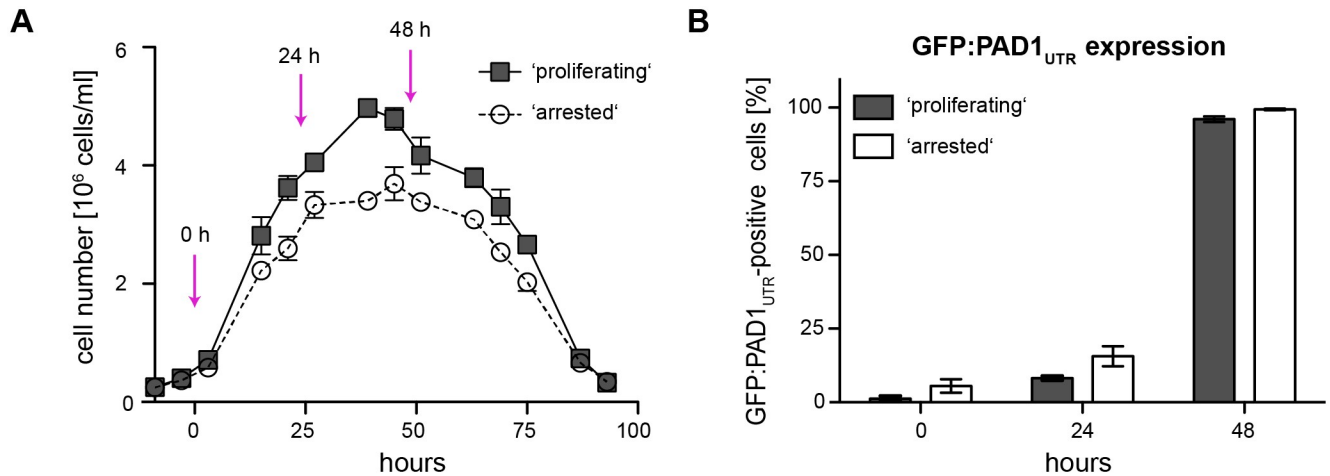 A
cell number [10⁶ cells/ml]
6
4
2
0
0 h
24 h
48 h
‘proliferating‘
‘arrested‘
0
25
50
75
100
hours
B
GFP:PAD1UTR expression
GFP:PAD1UTR-positive cells [%]
100
75
50
25
0
‘proliferating‘
‘arrested‘
0
24
48
hours